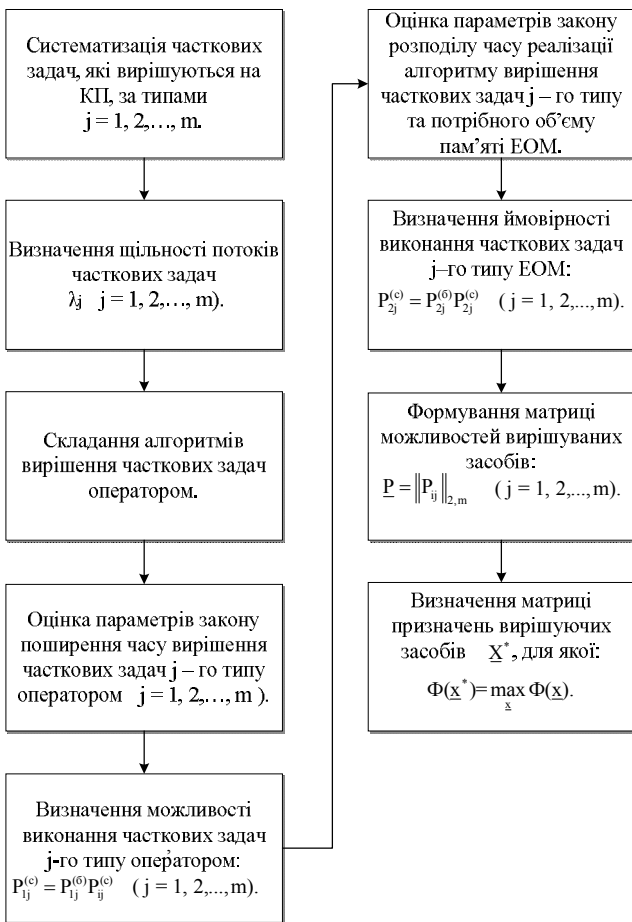 Систематизація часткових
задач, які вирішуються на
КП, за типами
j = 1, 2,…, m.
Визначення щільності потоків
часткових задач
λj j = 1, 2,…, m).
Складання алгоритмів
вирішення часткових задач
оператором.
Оцінка параметрів закону
поширення часу вирішення
часткових задач j – го типу
оператором j = 1, 2,…, m ).
Визначення можливості
виконання часткових задач
j-го типу оператором:
P₁ⱼ⁽ᶜ⁾ = P₁ⱼ⁽ᵟ⁾ Pᵢⱼ⁽ᶜ⁾ ( j = 1, 2,..., m).
Оцінка параметрів закону
розподілу часу реалізації
алгоритму вирішення
часткових задач j – го типу
та потрібного об’єму
пам’яті ЕОМ.
Визначення ймовірності
виконання часткових задач
j–го типу ЕОМ:
P₂ⱼ⁽ᶜ⁾ = P₂ⱼ⁽ᵟ⁾ P₂ⱼ⁽ᶜ⁾ ( j = 1, 2,..., m).
Формування матриці
можливостей вирішуваних
засобів:
P = ‖Pᵢⱼ‖₂,ₘ ( j = 1, 2,..., m).
Визначення матриці
призначень вирішуючих
засобів X*, для якої:
Φ(x*)= max Φ(x).
x